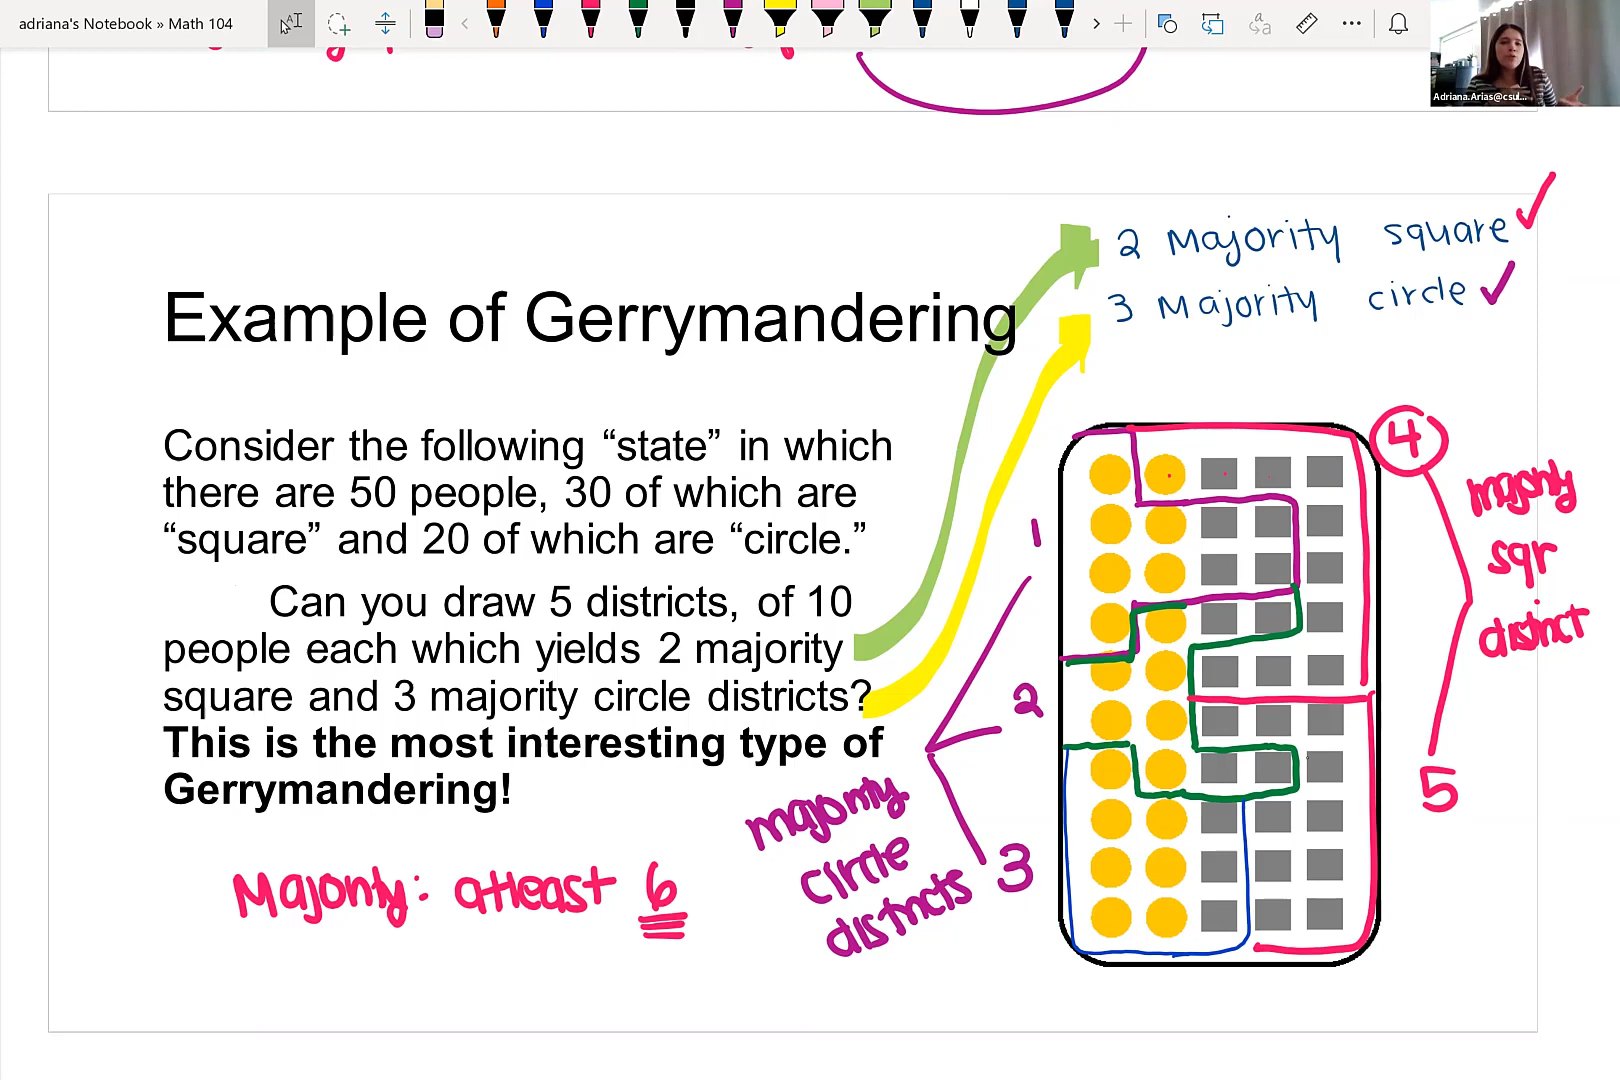 adriana's Notebook » Math 104
Adriana.Arias@csul...
2 Majority square
3 Majority circle
Example of Gerrymandering
Consider the following “state” in which
there are 50 people, 30 of which are
“square” and 20 of which are “circle.”
Can you draw 5 districts, of 10
people each which yields 2 majority
square and 3 majority circle districts?
This is the most interesting type of
Gerrymandering!
Majority: atleast 6
1
2
3
majority
circle
districts
4
majority
sqr
district
5